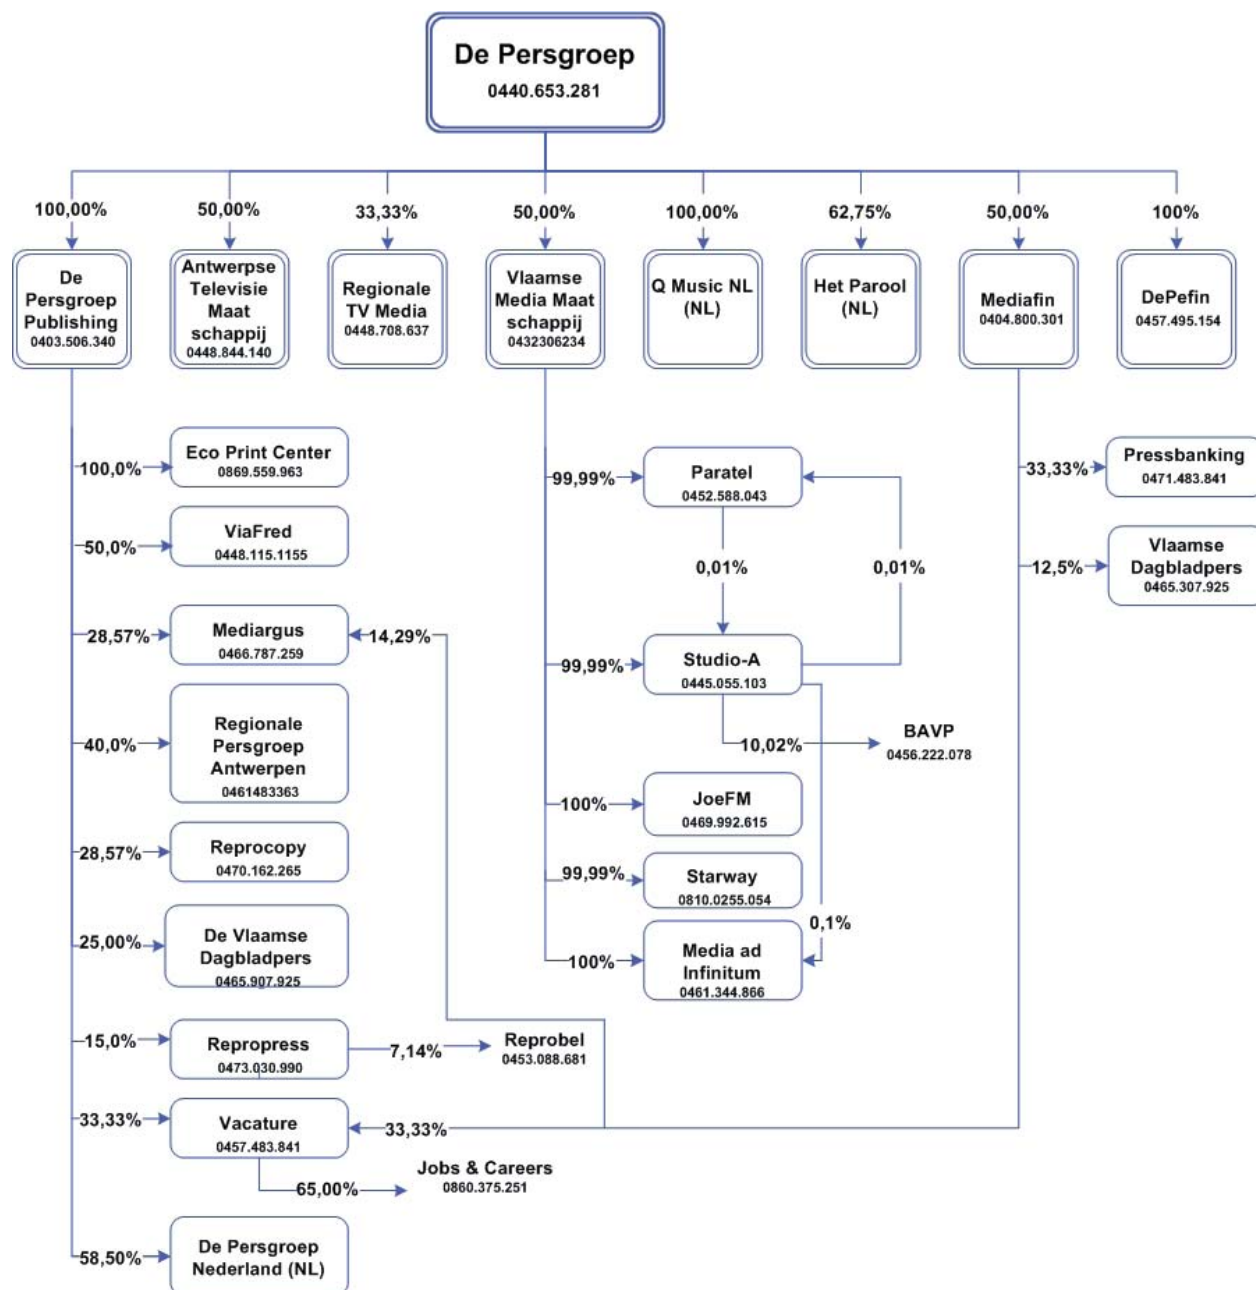 De Persgroep
0440.653.281
100,00%
50,00%
33,33%
50,00%
100,00%
62,75%
50,00%
100%
De
Persgroep
Publishing
0403.506.340
Antwerpse
Televisie
Maat
schappij
0448.844.140
Regionale
TV Media
0448.708.637
Vlaamse
Media Maat
schappij
0432306234
Q Music NL
(NL)
Het Parool
(NL)
Mediafin
0404.800.301
DePefin
0457.495.154
100,0%
Eco Print Center
0869.559.963
50,0%
ViaFred
0448.115.1155
28,57%
Mediargus
0466.787.259
14,29%
40,0%
Regionale
Persgroep
Antwerpen
0461483363
28,57%
Reprocopy
0470.162.265
25,00%
De Vlaamse
Dagbladpers
0465.907.925
15,0%
Repropress
0473.030.990
7,14%
Reprobel
0453.088.681
33,33%
Vacature
0457.483.841
33,33%
65,00%
Jobs & Careers
0860.375.251
58,50%
De Persgroep
Nederland (NL)
99,99%
Paratel
0452.588.043
0,01%
0,01%
99,99%
Studio-A
0445.055.103
10,02%
BAVP
0456.222.078
100%
JoeFM
0469.992.615
99,99%
Starway
0810.0255.054
0,1%
100%
Media ad
Infinitum
0461.344.866
33,33%
Pressbanking
0471.483.841
12,5%
Vlaamse
Dagbladpers
0465.307.925